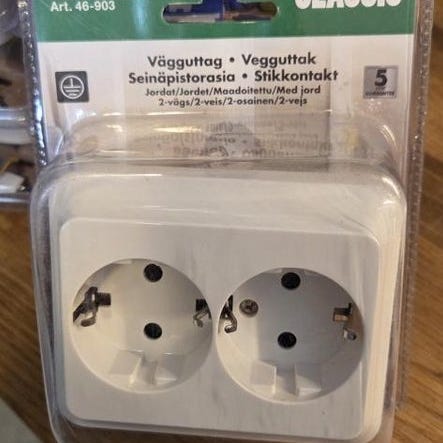 Art. 46-903
CLASSIC
Vägguttag • Vegguttak
Seinäpistorasia • Stikkontakt
Jordat/Jordet/Maadoitettu/Med jord
2-vägs/2-veis/2-osainen/2-vejs
5